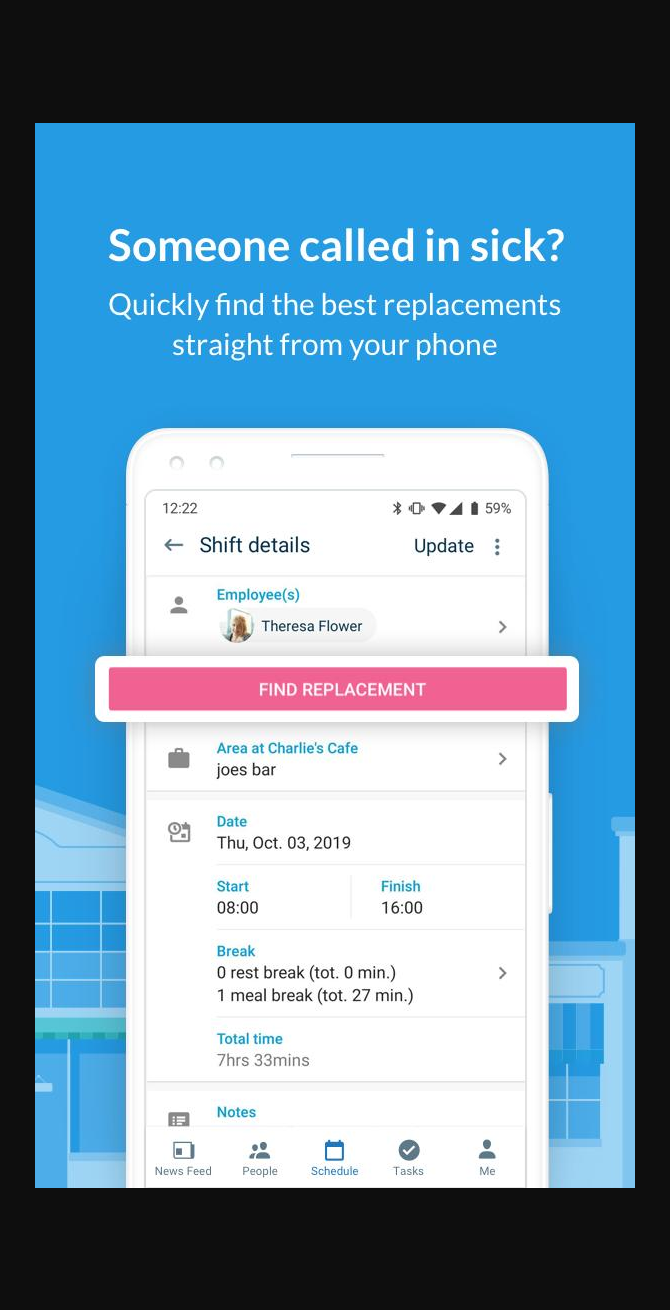 Someone called in sick?
Quickly find the best replacements
straight from your phone
12:22
59%
Shift details
Update
Employee(s)
Theresa Flower
FIND REPLACEMENT
Area at Charlie's Cafe
joes bar
Date
Thu, Oct. 03, 2019
Start
Finish
08:00
16:00
Break
0 rest break (tot. 0 min.)
1 meal break (tot. 27 min.)
Total time
7hrs 33mins
Notes
News Feed
People
Schedule
Tasks
Me